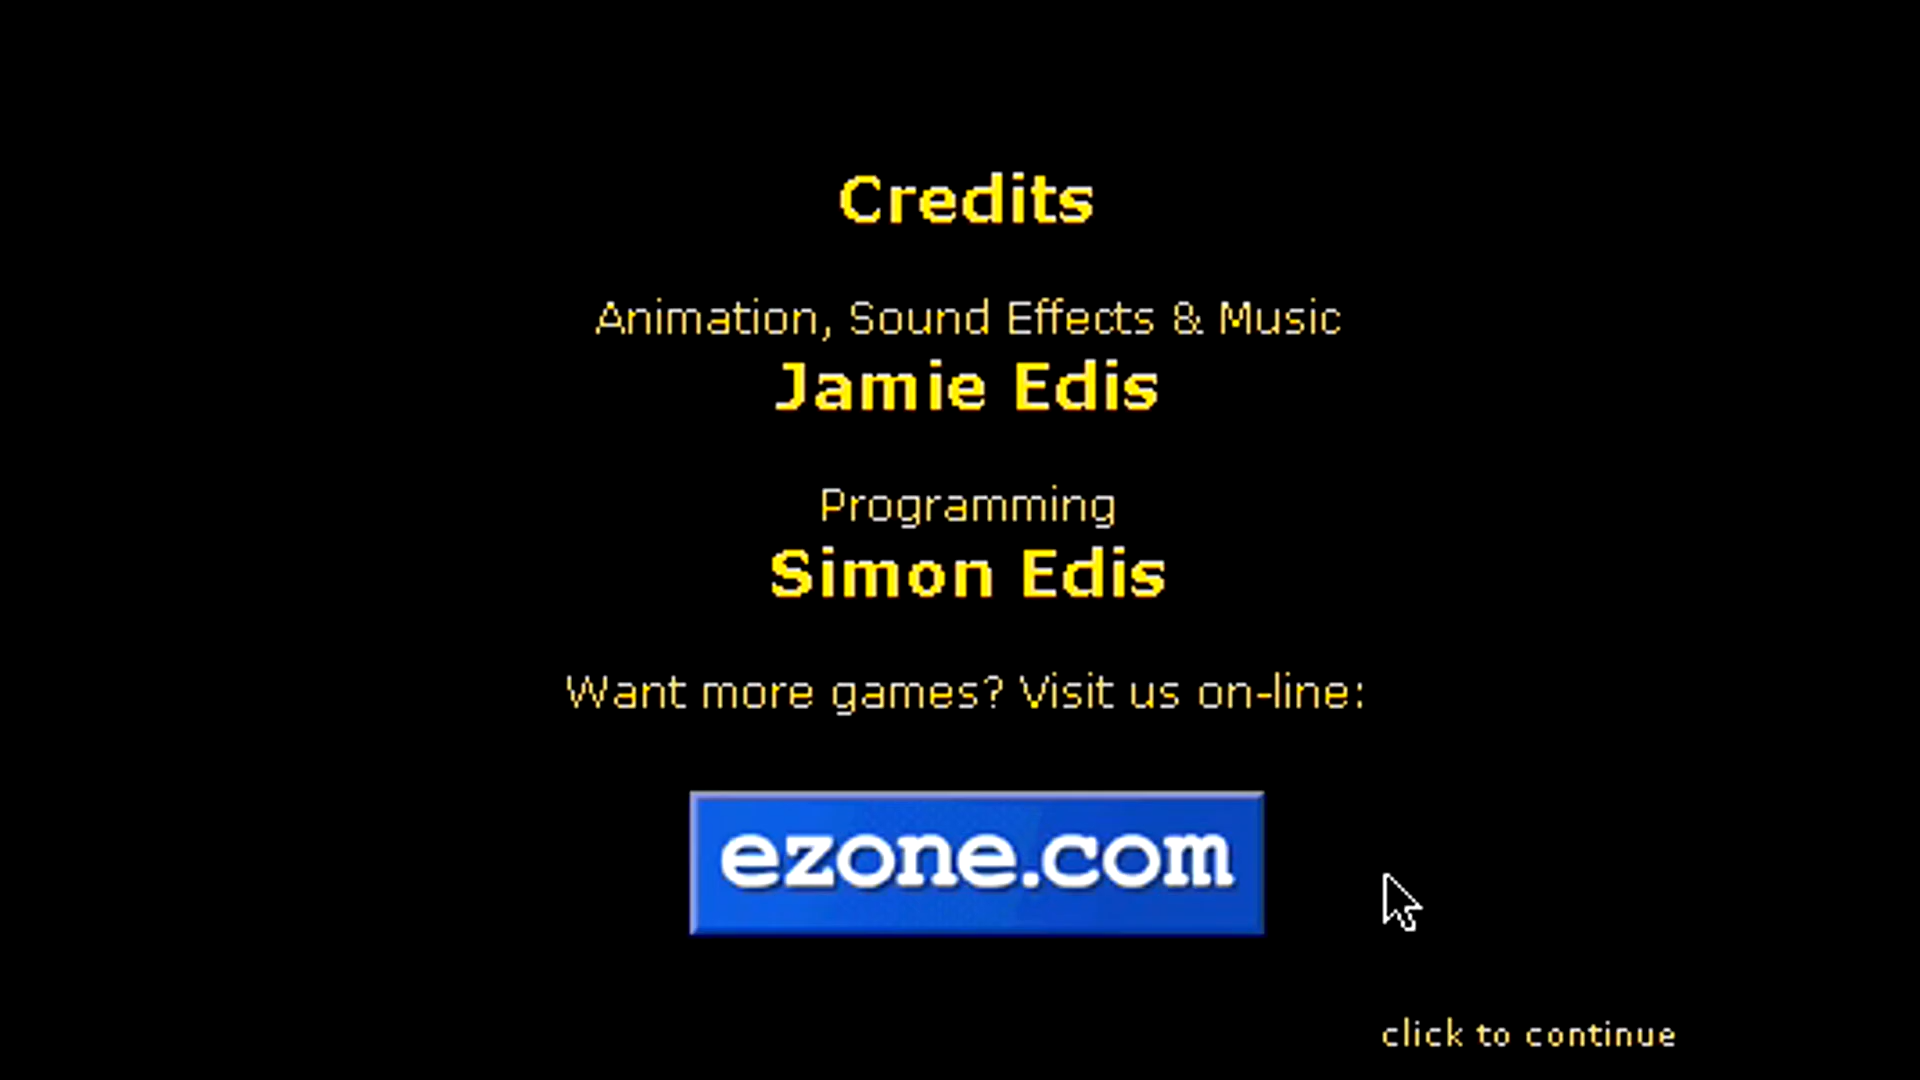 Credits
Animation, Sound Effects & Music
Jamie Edis
Programming
Simon Edis
Want more games? Visit us on-line:
ezone.com
click to continue